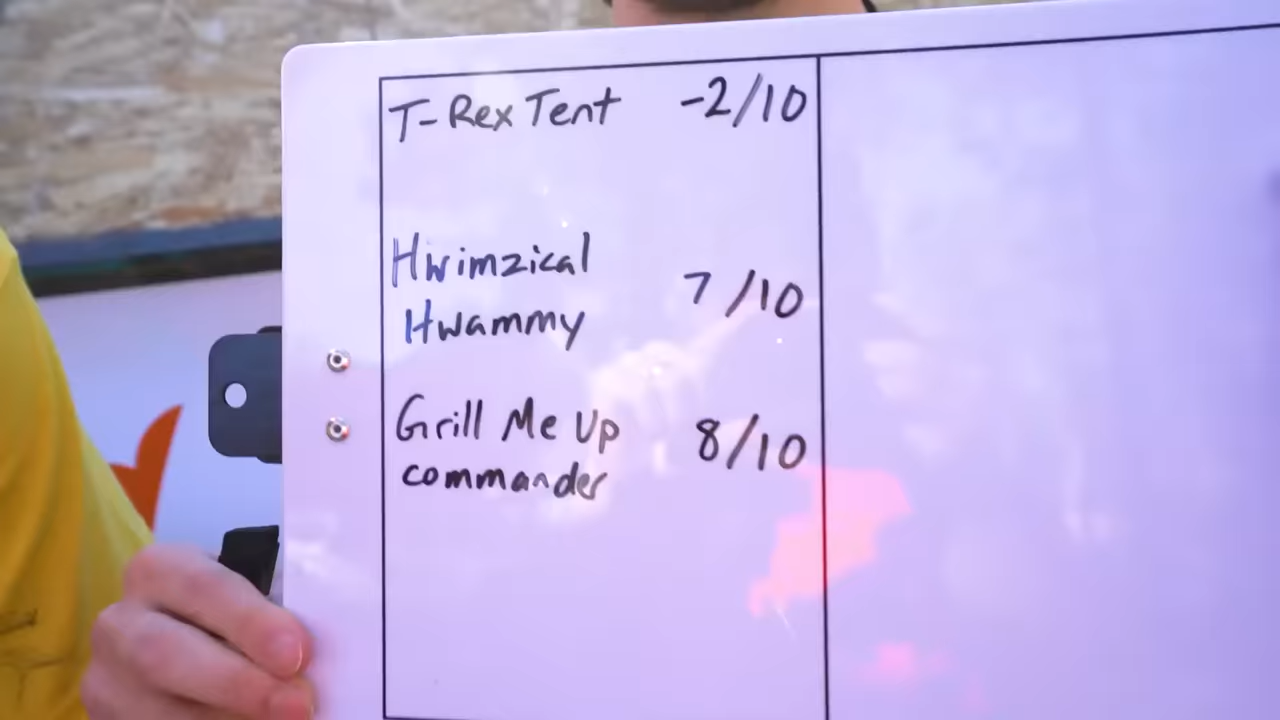 T-Rex Tent -2/10
Hwimzical
Hwammy 7/10
Grill Me Up 8/10
commander